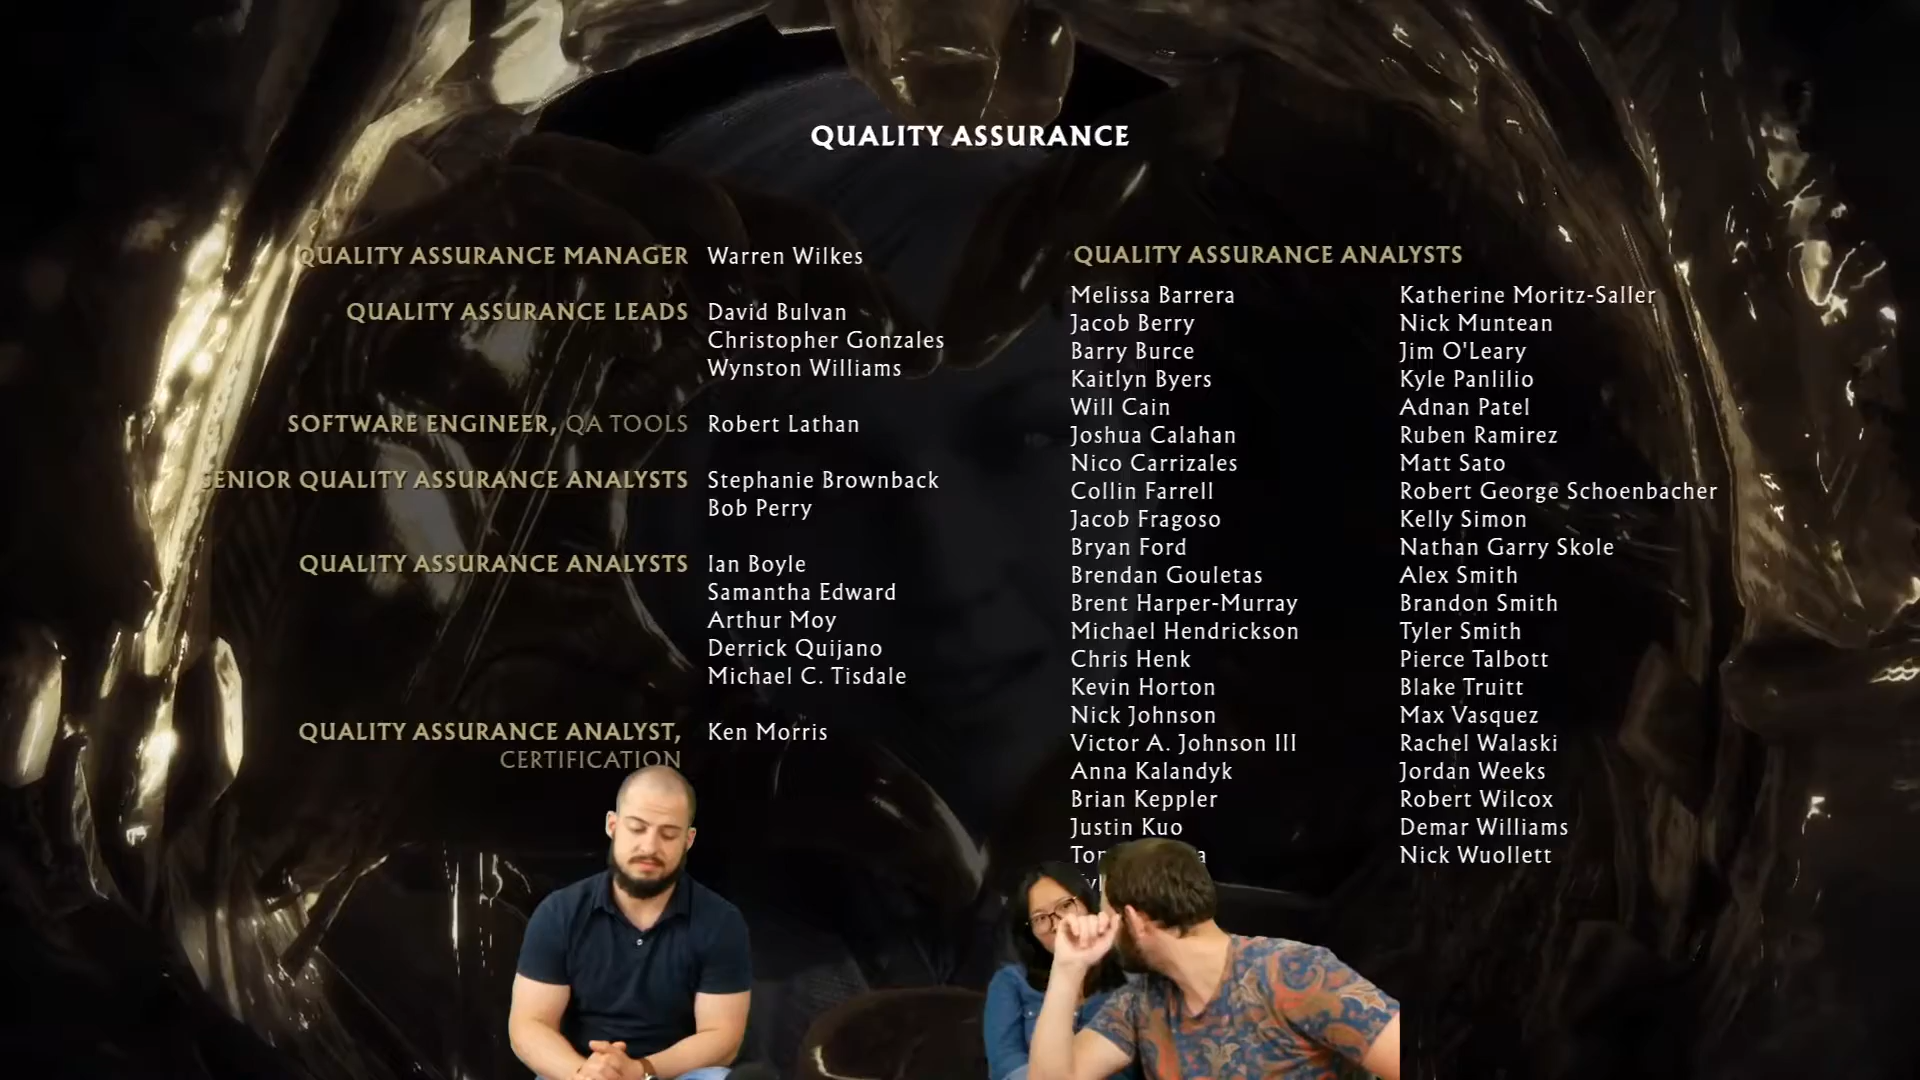 QUALITY ASSURANCE
QUALITY ASSURANCE MANAGER Warren Wilkes
QUALITY ASSURANCE LEADS David Bulvan
Christopher Gonzales
Wynston Williams
SOFTWARE ENGINEER, QA TOOLS Robert Lathan
SENIOR QUALITY ASSURANCE ANALYSTS Stephanie Brownback
Bob Perry
QUALITY ASSURANCE ANALYSTS Ian Boyle
Samantha Edward
Arthur Moy
Derrick Quijano
Michael C. Tisdale
QUALITY ASSURANCE ANALYST, Ken Morris
CERTIFICATION
QUALITY ASSURANCE ANALYSTS
Melissa Barrera
Jacob Berry
Barry Burce
Kaitlyn Byers
Will Cain
Joshua Calahan
Nico Carrizales
Collin Farrell
Jacob Fragoso
Bryan Ford
Brendan Gouletas
Brent Harper-Murray
Michael Hendrickson
Chris Henk
Kevin Horton
Nick Johnson
Victor A. Johnson III
Anna Kalandyk
Brian Keppler
Justin Kuo
Katherine Moritz-Saller
Nick Muntean
Jim O'Leary
Kyle Panlilio
Adnan Patel
Ruben Ramirez
Matt Sato
Robert George Schoenbacher
Kelly Simon
Nathan Garry Skole
Alex Smith
Brandon Smith
Tyler Smith
Pierce Talbott
Blake Truitt
Max Vasquez
Rachel Walaski
Jordan Weeks
Robert Wilcox
Demar Williams
Nick Wuollett